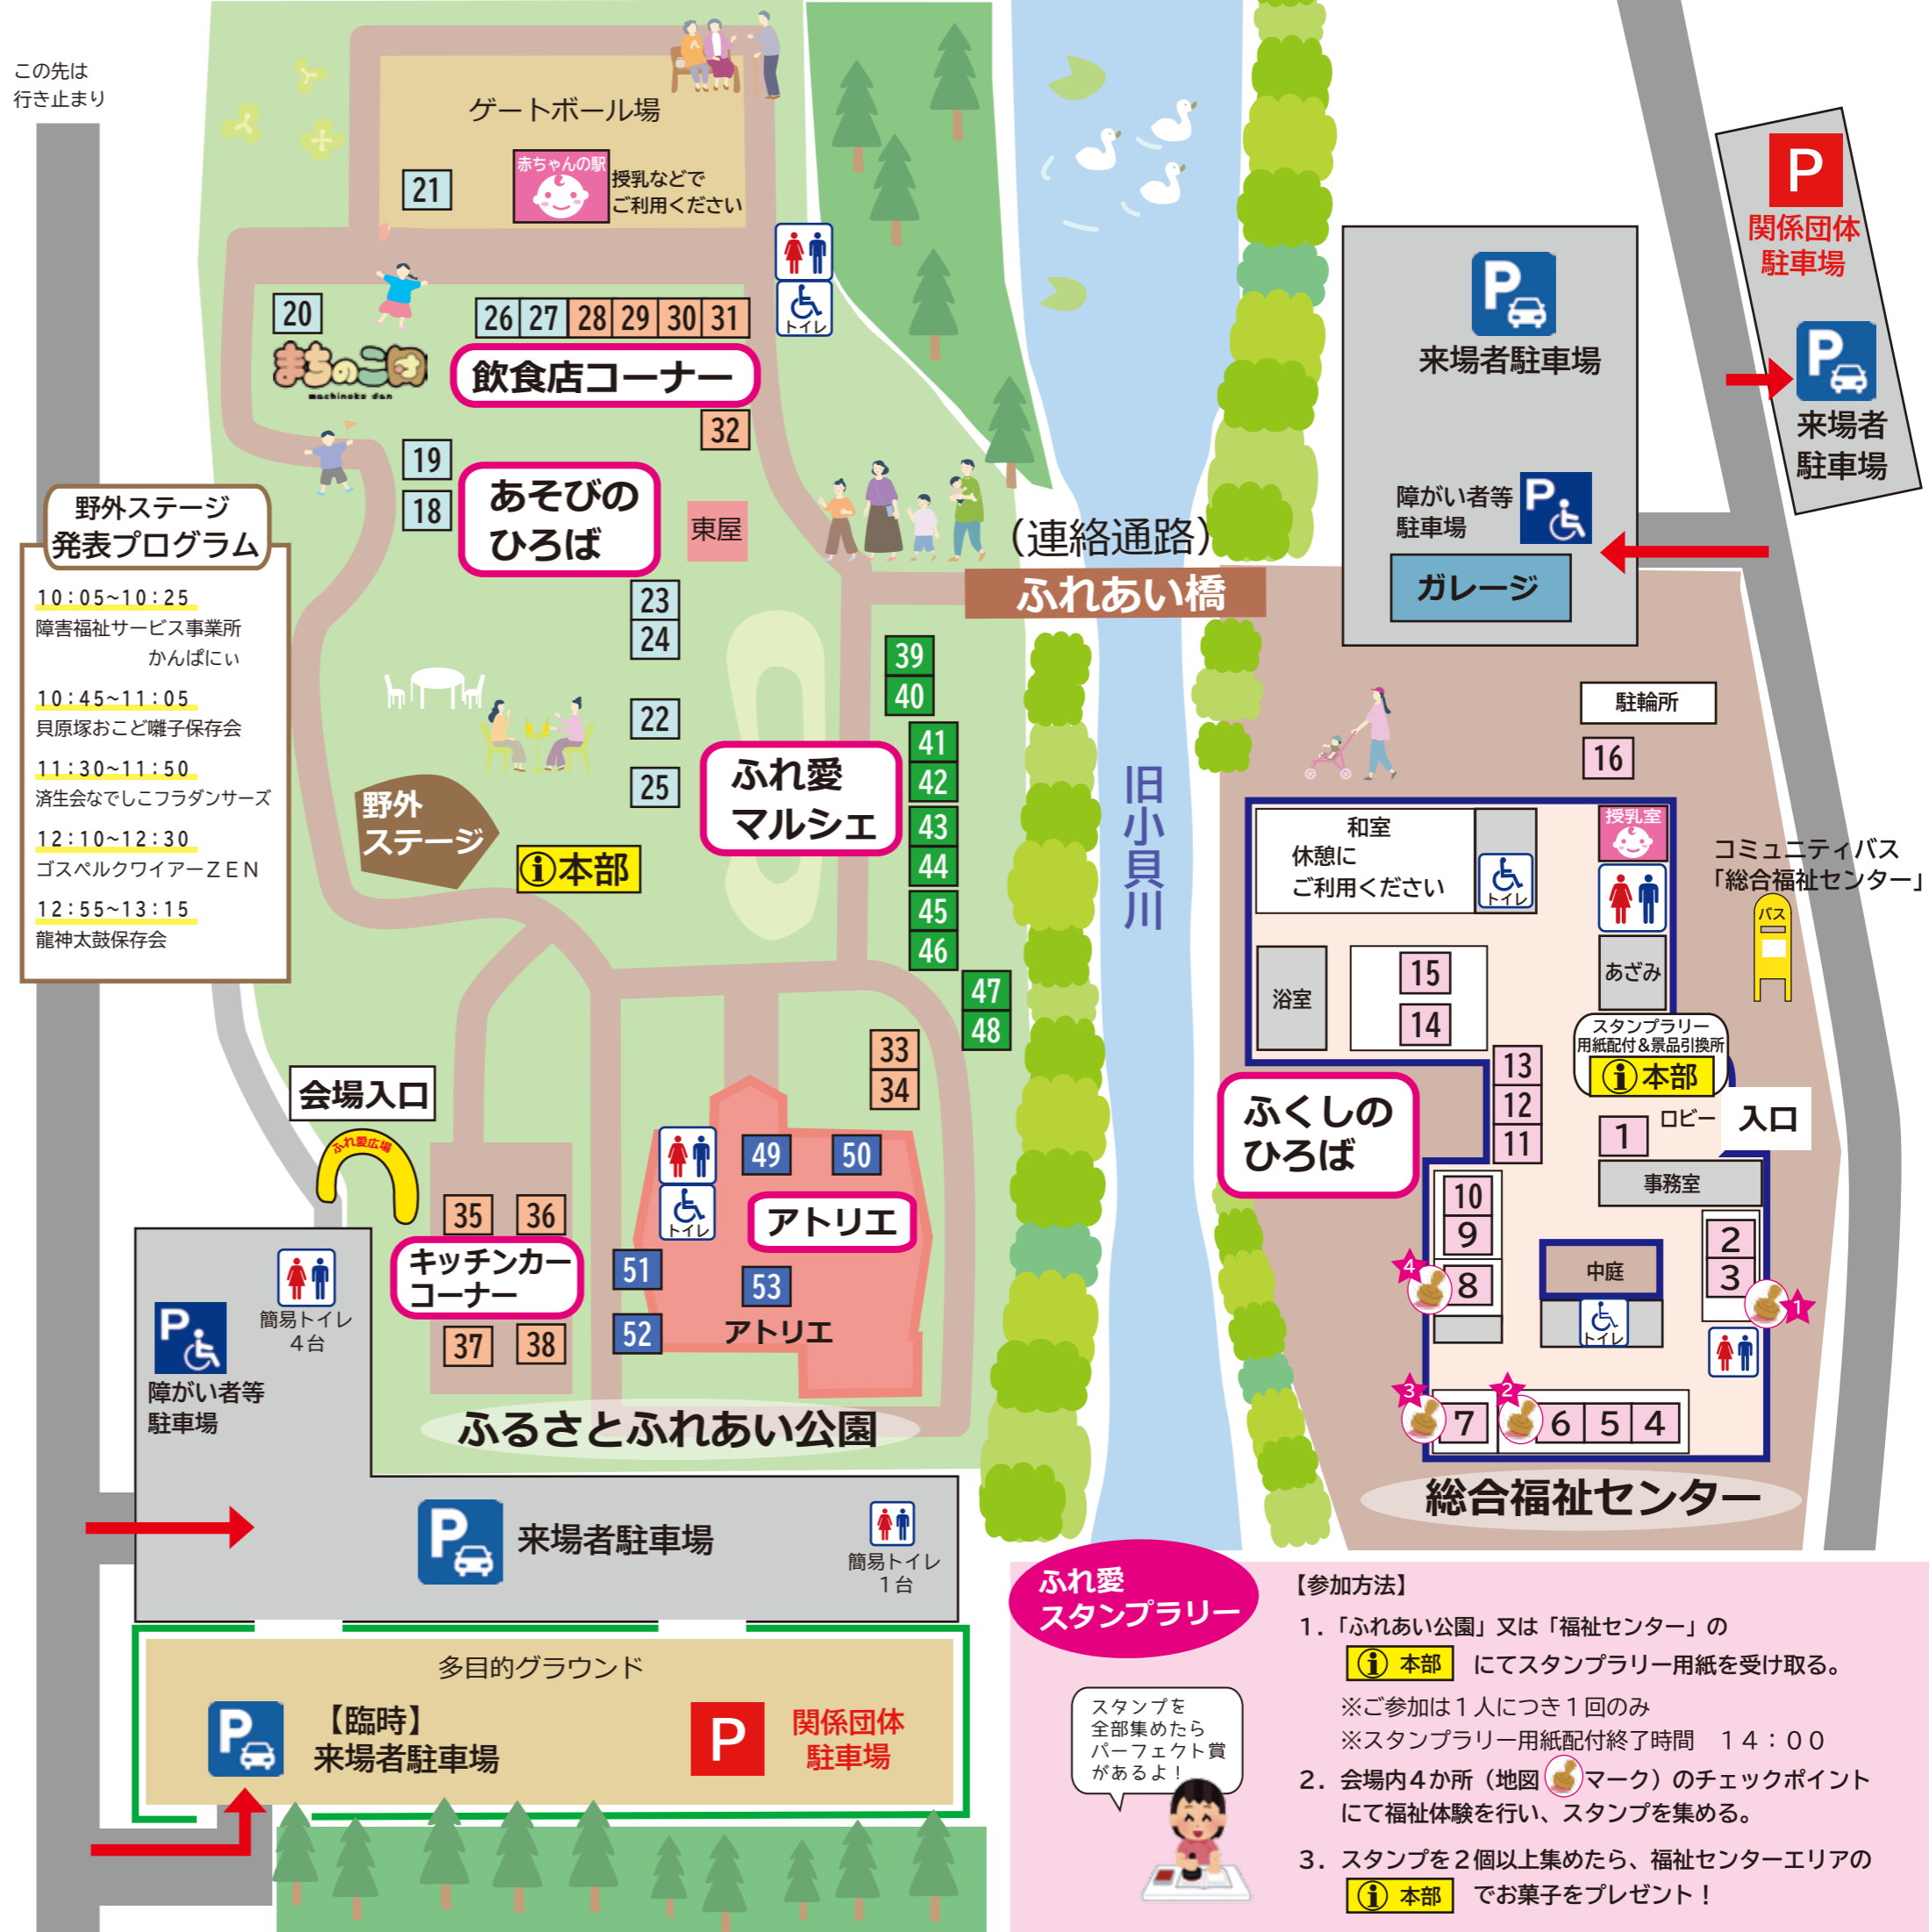 この先は
行き止まり
ゲートボール場
赤ちゃんの駅
授乳などで
ご利用ください
21
トイレ
20
まちのこ団
machinoko dan
26 27 28 29 30 31
飲食店コーナー
32
19
18
あそびの
ひろば
東屋
23
24
22
25
野外ステージ
発表プログラム
10：05~10：25
障害福祉サービス事業所
かんぱにぃ
10：45~11：05
貝原塚おこど囃子保存会
11：30~11：50
済生会なでしこフラダンサーズ
12：10~12：30
ゴスペルクワイアーＺＥＮ
12：55~13：15
龍神太鼓保存会
野外
ステージ
i本部
ふれ愛
マルシェ
39
40
41
42
43
44
45
46
47
48
33
34
会場入口
ふれ愛広場
35 36
キッチンカー
コーナー
37 38
トイレ
49 50
アトリエ
51
53
52
アトリエ
ふるさとふれあい公園
簡易トイレ
4台
P
障がい者等
駐車場
P
来場者駐車場
簡易トイレ
1台
多目的グラウンド
P
【臨時】
来場者駐車場
P
関係団体
駐車場
（連絡通路）
ふれあい橋
旧小貝川
P
関係団体
駐車場
P
来場者
駐車場
P
来場者駐車場
障がい者等
駐車場
P
ガレージ
駐輪所
16
和室
休憩に
ご利用ください
トイレ
授乳室
コミュニティバス
「総合福祉センター」
バス
あざみ
浴室
15
14
スタンプラリー
用紙配付＆景品引換所
i本部
13
12
11
ロビー
入口
1
ふくしの
ひろば
事務室
10
9
8
4
2
3
1
中庭
トイレ
3
7
2
6 5 4
総合福祉センター
ふれ愛
スタンプラリー
スタンプを
全部集めたら
パーフェクト賞
があるよ！
【参加方法】
1．「ふれあい公園」又は「福祉センター」の
i 本部 にてスタンプラリー用紙を受け取る。
※ご参加は１人につき１回のみ
※スタンプラリー用紙配付終了時間　１４：００
2．会場内４か所（地図マーク）のチェックポイント
にて福祉体験を行い、スタンプを集める。
3．スタンプを２個以上集めたら、福祉センターエリアの
i 本部 でお菓子をプレゼント！